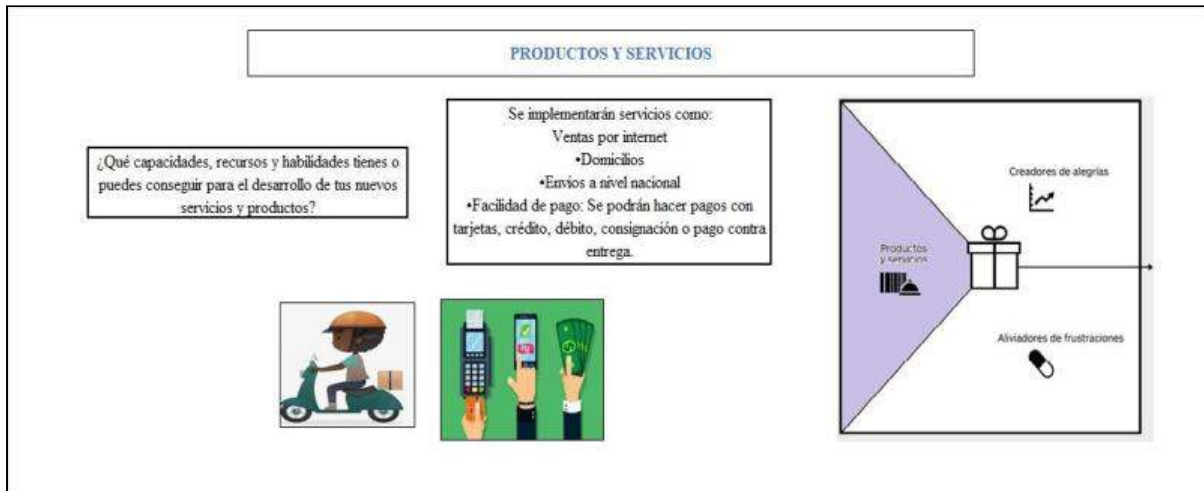 PRODUCTOS Y SERVICIOS
¿Qué capacidades, recursos y habilidades tienes o
puedes conseguir para el desarrollo de tus nuevos
servicios y productos?
Se implementarán servicios como:
Ventas por internet
•Domicilios
•Envios a nivel nacional
•Facilidad de pago: Se podrán hacer pagos con
tarjetas, crédito, débito, consignación o pago contra
entrega.
Creadores de alegrías
Productos
y servicios
Aliviadores de frustraciones